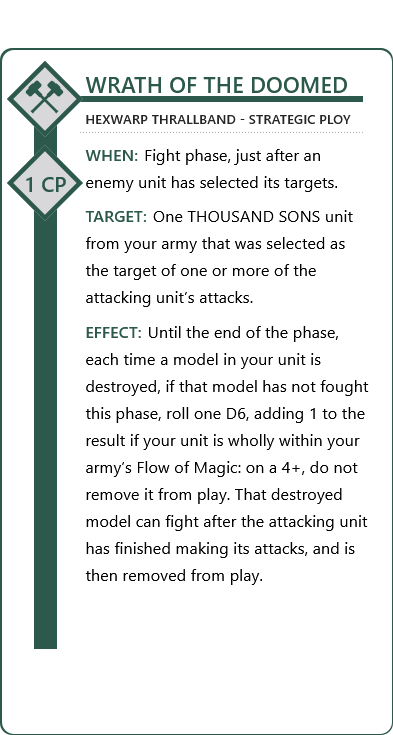 WRATH OF THE DOOMED
HEXWARP THRALLBAND - STRATEGIC PLOY
1 CP
WHEN: Fight phase, just after an
enemy unit has selected its targets.
TARGET: One THOUSAND SONS unit
from your army that was selected as
the target of one or more of the
attacking unit’s attacks.
EFFECT: Until the end of the phase,
each time a model in your unit is
destroyed, if that model has not fought
this phase, roll one D6, adding 1 to the
result if your unit is wholly within your
army’s Flow of Magic: on a 4+, do not
remove it from play. That destroyed
model can fight after the attacking unit
has finished making its attacks, and is
then removed from play.